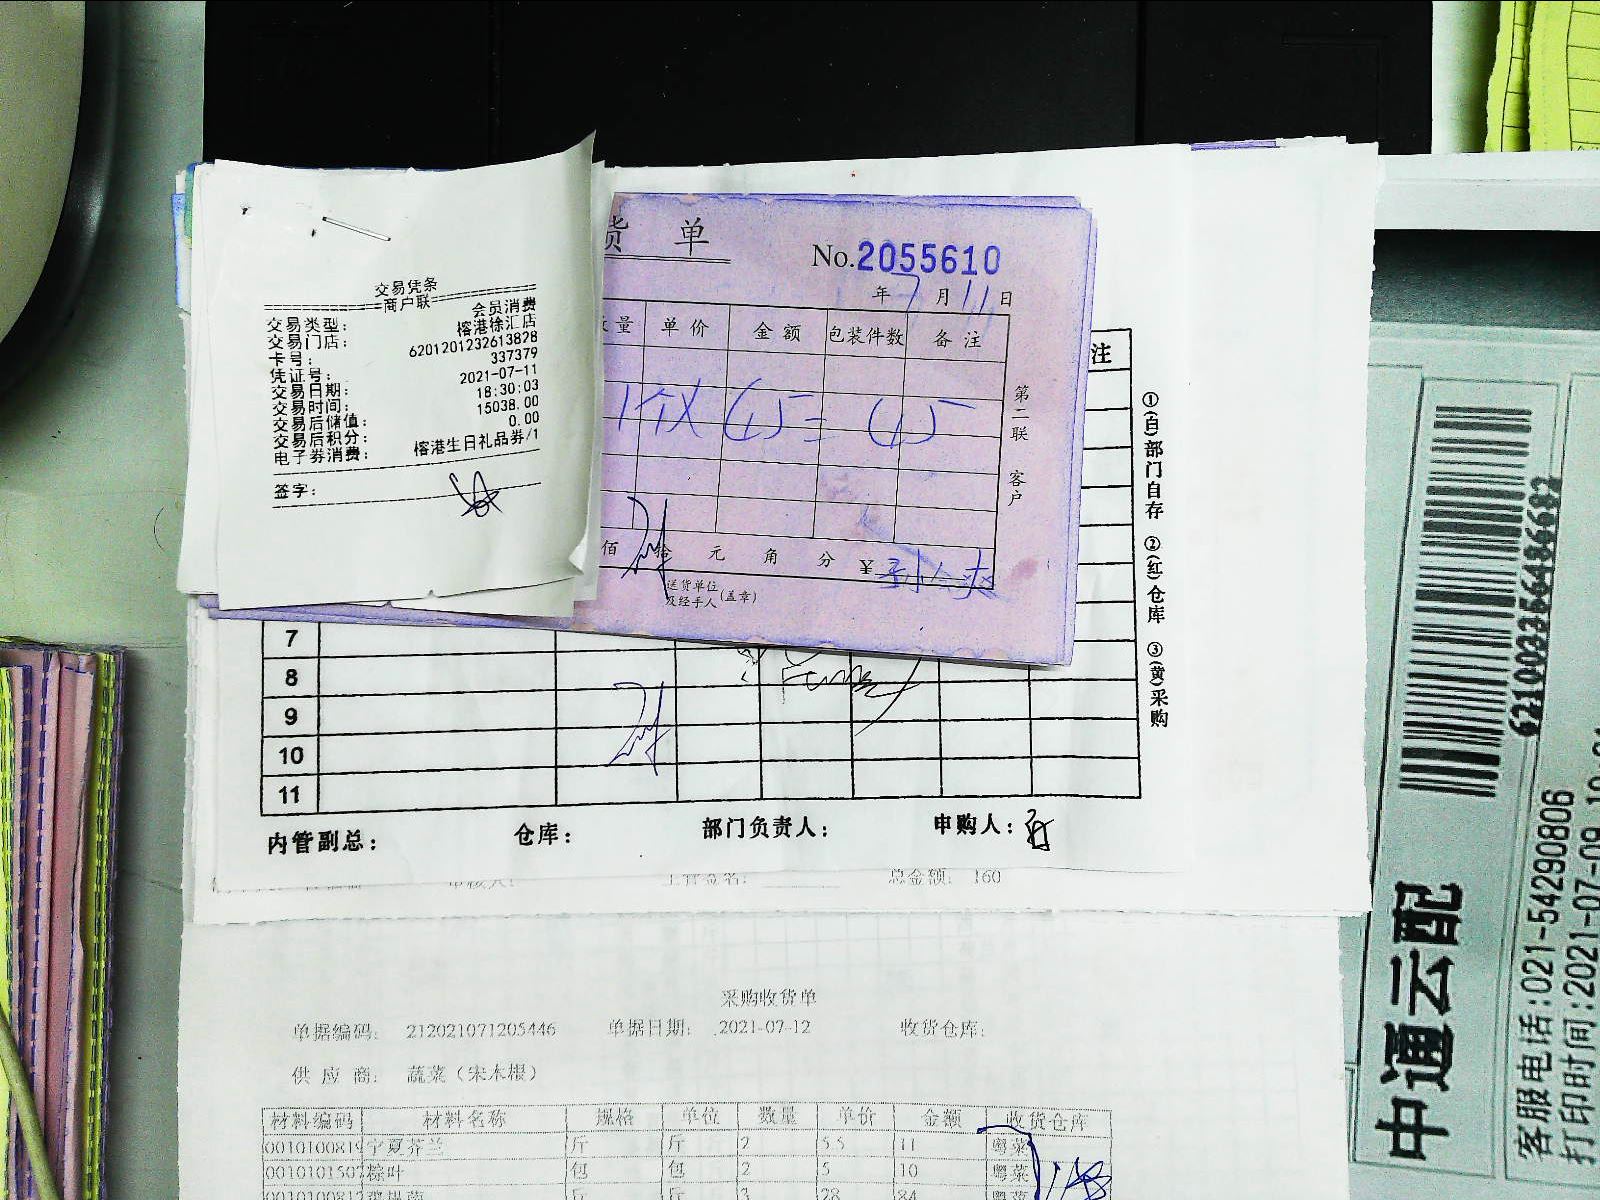 交易凭条
商户联
交易类型： 会员消费
交易门店： 榕港徐汇店
卡号： 6201201232613828
凭证号： 337379
交易日期： 2021-07-11
交易时间： 18:30:03
交易后储值： 15038.00
交易后积分： 0.00
电子券消费： 榕港生日礼品券/1
签字：
货 单
No.2055610
年 7 月 11 日
单价 金额 包装件数 备注
45 = 45
第二联 客户
佰 拾 元 角 分 ¥
送货单位
及经手人(盖章)
注
①(白)部门自存 ②(红)仓库 ③(黄)采购
7
8
9
10
11
内管副总： 仓库： 部门负责人： 申购人：
总金额： 160
采购收货单
单据编码： 212021071205446 单据日期： 2021-07-12 收货仓库：
供应商： 蔬菜（宋木根）
材料编码 材料名称 规格 单位 数量 单价 金额 收货仓库
宁夏芥兰 斤 斤 2 5.5 11 粤菜
粽叶 包 包 2 5 10 粤菜
斤 斤 3 28 84 粤菜
中通云配
客服电话:021-54290806
打印时间:2021-07-09